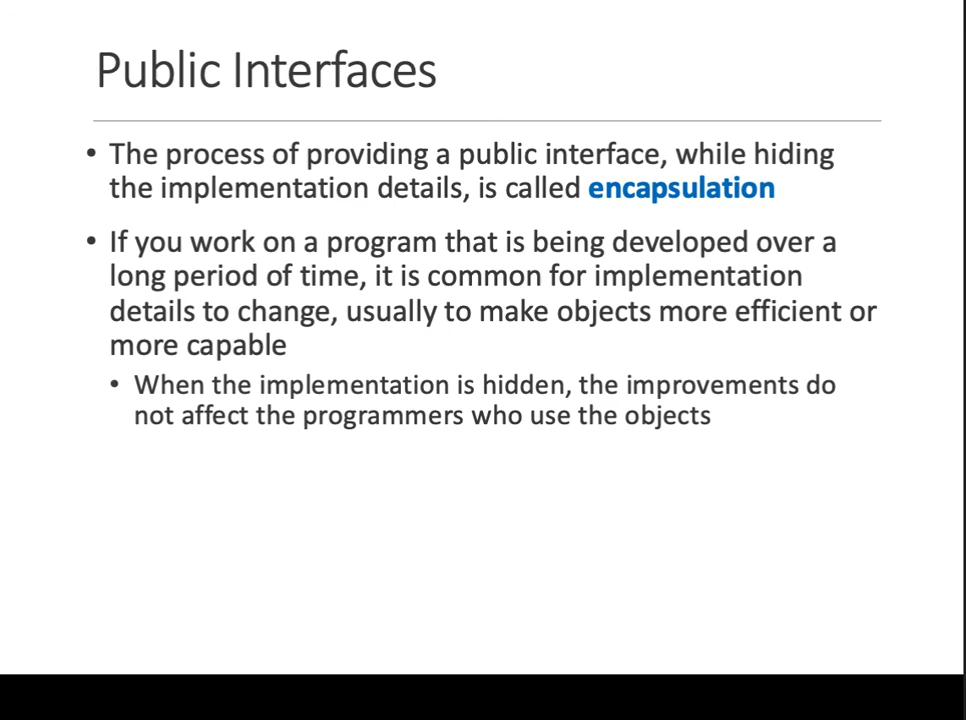 Public Interfaces
• The process of providing a public interface, while hiding
the implementation details, is called encapsulation
• If you work on a program that is being developed over a
long period of time, it is common for implementation
details to change, usually to make objects more efficient or
more capable
• When the implementation is hidden, the improvements do
not affect the programmers who use the objects